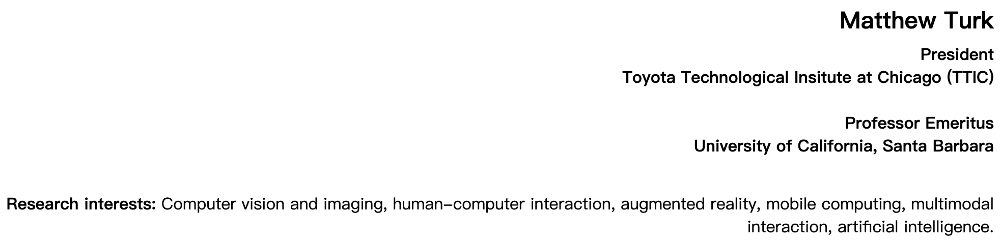 Matthew Turk
President
Toyota Technological Insitute at Chicago (TTIC)
Professor Emeritus
University of California, Santa Barbara
Research interests: Computer vision and imaging, human-computer interaction, augmented reality, mobile computing, multimodal
interaction, artificial intelligence.